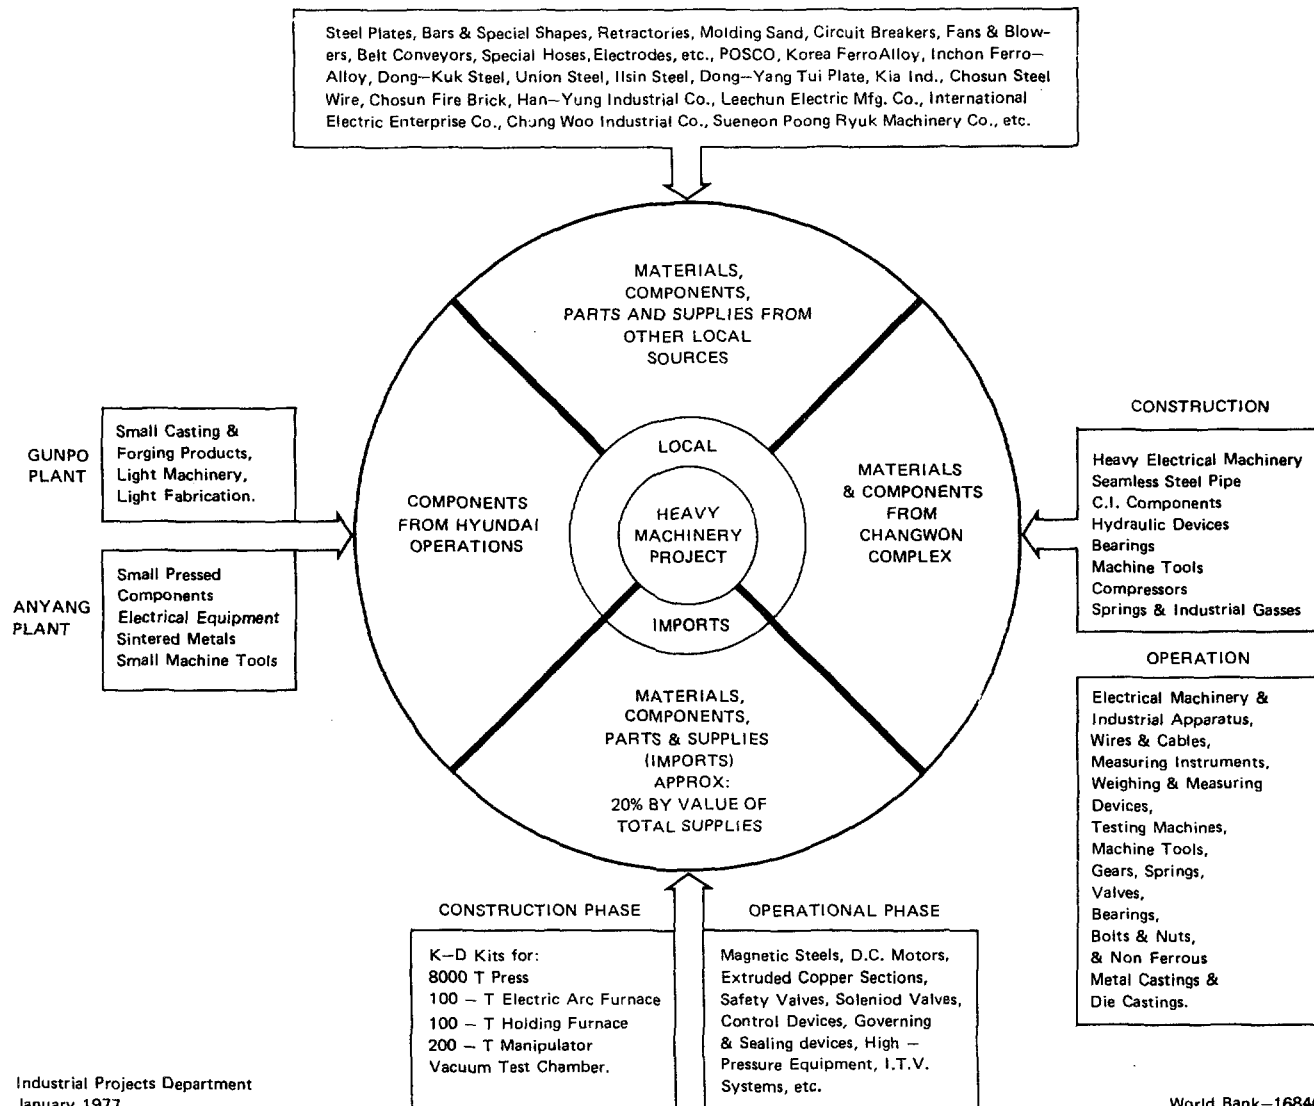 Steel Plates, Bars & Special Shapes, Retractories, Molding Sand, Circuit Breakers, Fans & Blow-
ers, Belt Conveyors, Special Hoses, Electrodes, etc., POSCO, Korea FerroAlloy, Inchon Ferro-
Alloy, Dong-Kuk Steel, Union Steel, Ilsin Steel, Dong-Yang Tui Plate, Kia Ind., Chosun Steel
Wire, Chosun Fire Brick, Han-Yung Industrial Co., Leechun Electric Mfg. Co., International
Electric Enterprise Co., Chung Woo Industrial Co., Sueneon Poong Ryuk Machinery Co., etc.
MATERIALS,
COMPONENTS,
PARTS AND SUPPLIES FROM
OTHER LOCAL
SOURCES
GUNPO
PLANT
Small Casting &
Forging Products,
Light Machinery,
Light Fabrication.
ANYANG
PLANT
Small Pressed
Components
Electrical Equipment
Sintered Metals
Small Machine Tools
COMPONENTS
FROM HYUNDAI
OPERATIONS
LOCAL
HEAVY
MACHINERY
PROJECT
IMPORTS
MATERIALS
& COMPONENTS
FROM
CHANGWON
COMPLEX
CONSTRUCTION
Heavy Electrical Machinery
Seamless Steel Pipe
C.I. Components
Hydraulic Devices
Bearings
Machine Tools
Compressors
Springs & Industrial Gasses
OPERATION
Electrical Machinery &
Industrial Apparatus,
Wires & Cables,
Measuring Instruments,
Weighing & Measuring
Devices,
Testing Machines,
Machine Tools,
Gears, Springs,
Valves,
Bearings,
Bolts & Nuts,
& Non Ferrous
Metal Castings &
Die Castings.
MATERIALS,
COMPONENTS,
PARTS & SUPPLIES
(IMPORTS)
APPROX:
20% BY VALUE OF
TOTAL SUPPLIES
CONSTRUCTION PHASE
K-D Kits for:
8000 T Press
100 - T Electric Arc Furnace
100 - T Holding Furnace
200 - T Manipulator
Vacuum Test Chamber.
OPERATIONAL PHASE
Magnetic Steels, D.C. Motors,
Extruded Copper Sections,
Safety Valves, Soleniod Valves,
Control Devices, Governing
& Sealing devices, High -
Pressure Equipment, I.T.V.
Systems, etc.
Industrial Projects Department
January 1977
World Bank-1684